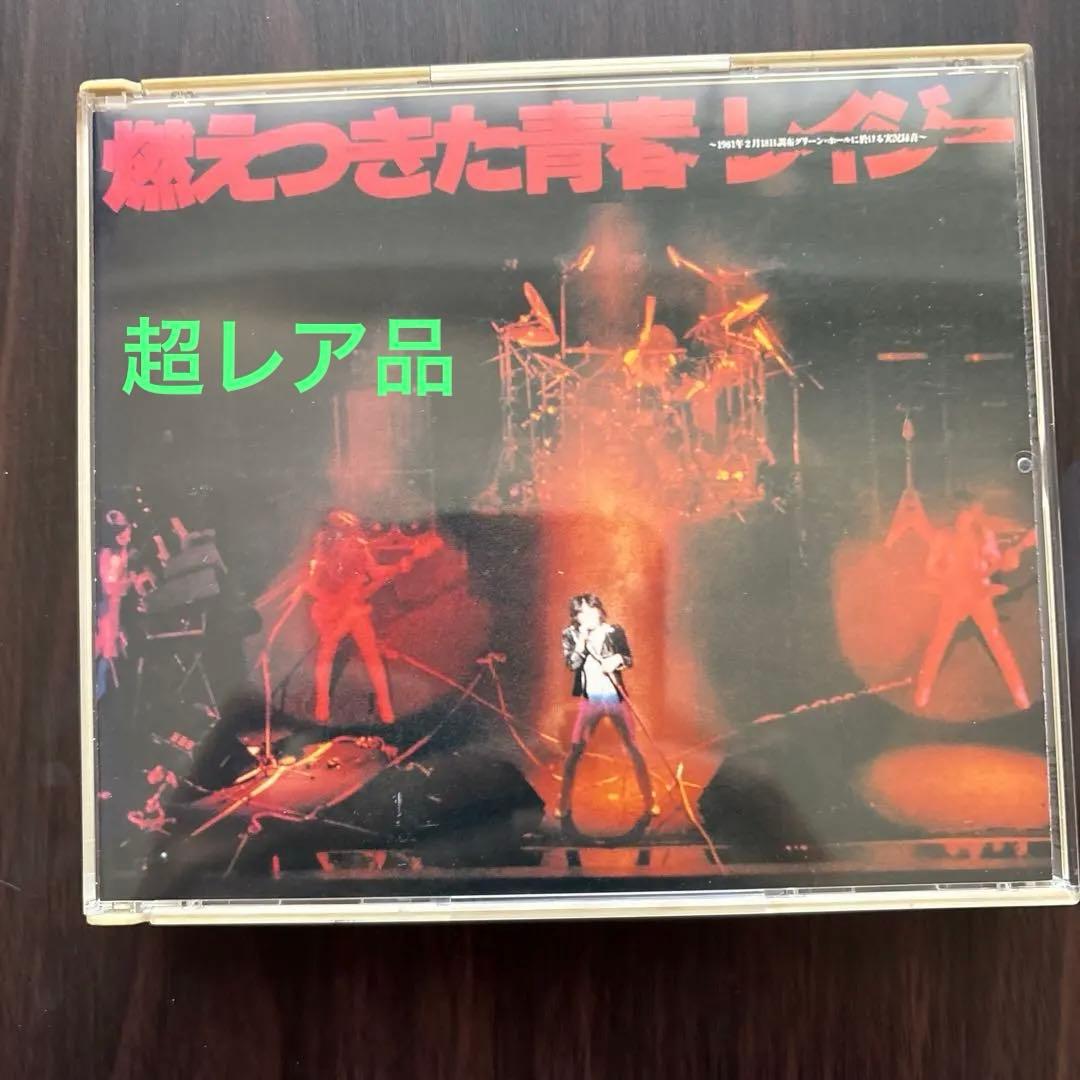 燃えつきた青春 レイジー
～1981年2月18日、調布グリーン・ホールに於ける実況録音～
超レア品